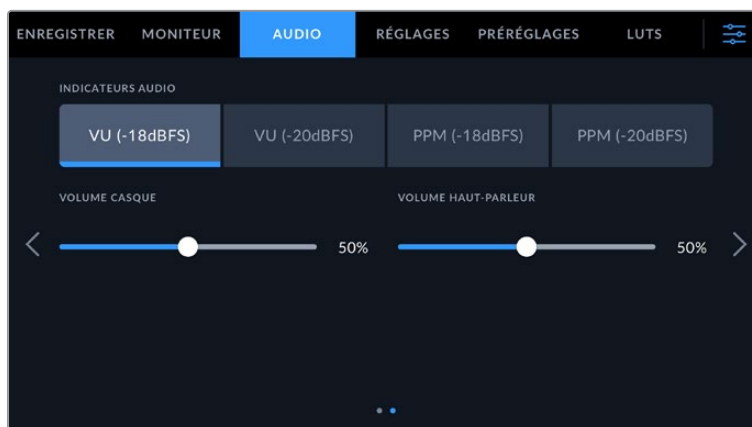 ENREGISTRER MONITEUR AUDIO RÉGLAGES PRÉRÉGLAGES LUTS
INDICATEURS AUDIO
VU (-18dBFS) VU (-20dBFS) PPM (-18dBFS) PPM (-20dBFS)
VOLUME CASQUE VOLUME HAUT-PARLEUR
50% 50%